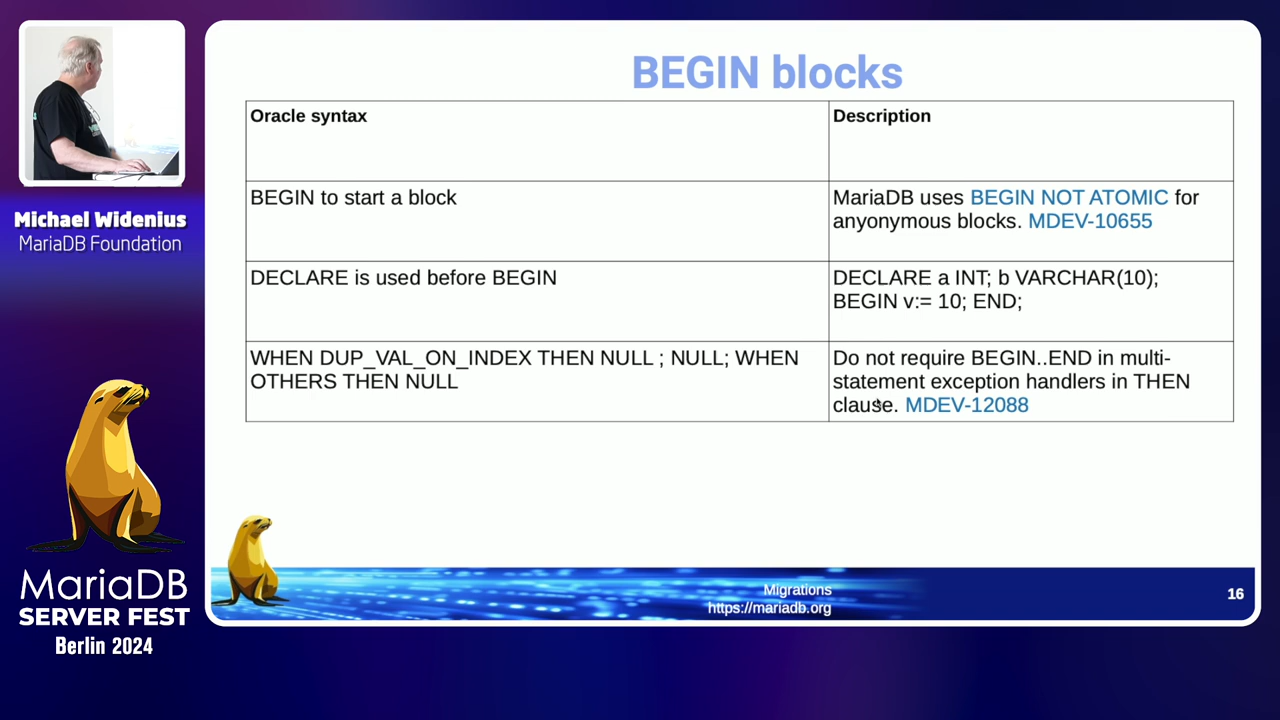 BEGIN blocks
Oracle syntax
Description
BEGIN to start a block
MariaDB uses BEGIN NOT ATOMIC for
anyonymous blocks. MDEV-10655
DECLARE is used before BEGIN
DECLARE a INT; b VARCHAR(10);
BEGIN v:= 10; END;
WHEN DUP_VAL_ON_INDEX THEN NULL ; NULL; WHEN
OTHERS THEN NULL
Do not require BEGIN..END in multi-
statement exception handlers in THEN
clause. MDEV-12088
Migrations
https://mariadb.org
16
Michael Widenius
MariaDB Foundation
MariaDB
SERVER FEST
Berlin 2024